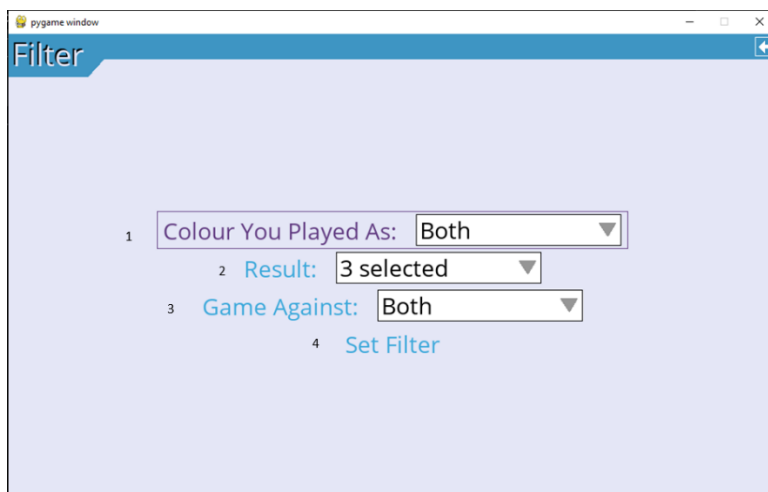 pygame window
Filter
1 Colour You Played As: Both
2 Result: 3 selected
3 Game Against: Both
4 Set Filter